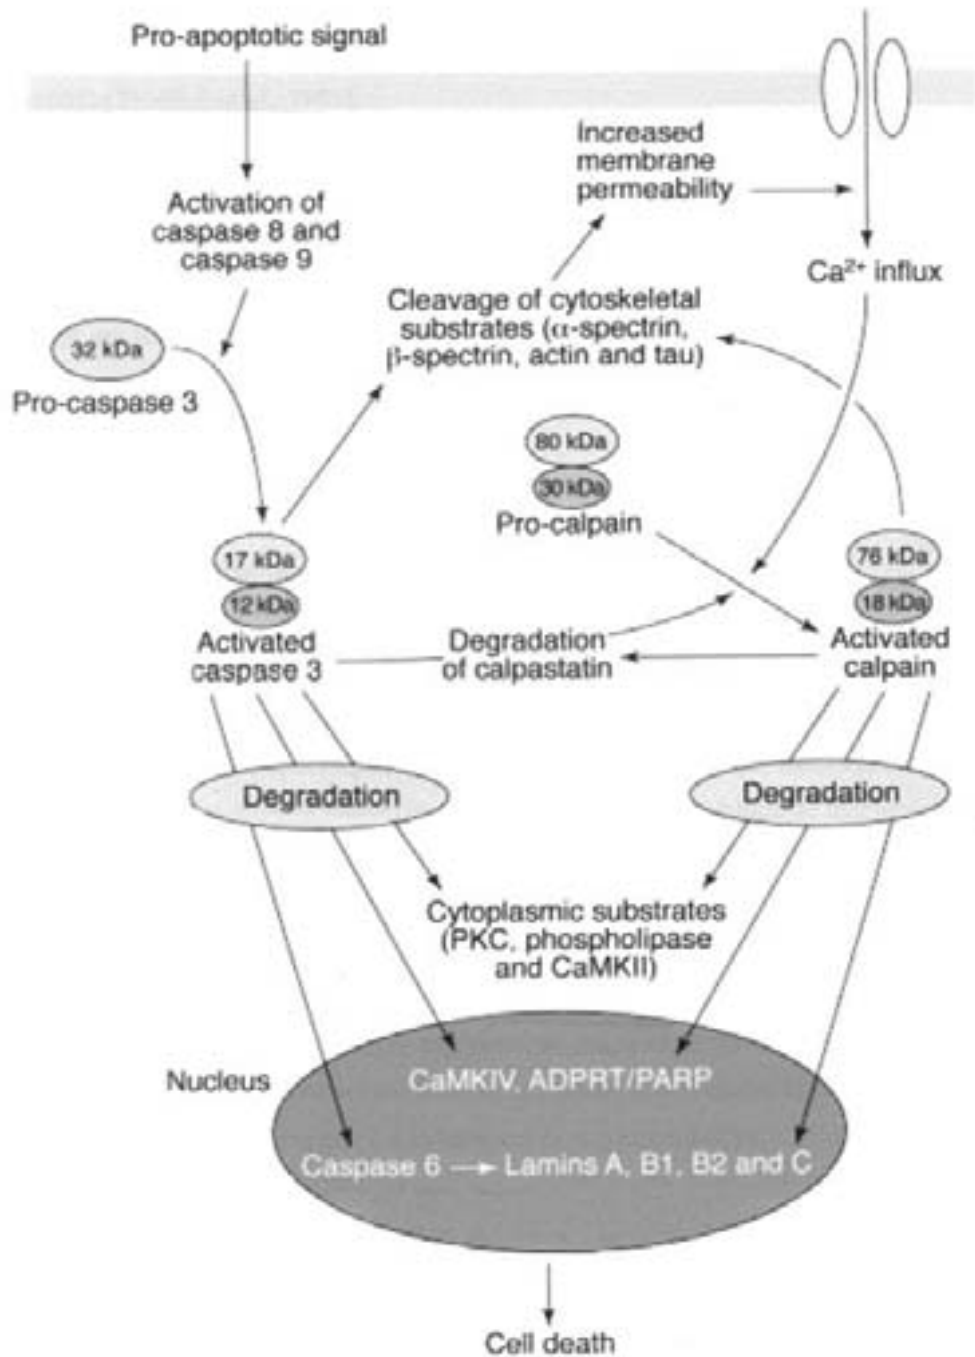 Pro-apoptotic signal
Increased
membrane
permeability
Activation of
caspase 8 and
caspase 9
Ca²⁺ influx
Cleavage of cytoskeletal
substrates (α-spectrin,
β-spectrin, actin and tau)
32 kDa
Pro-caspase 3
80 kDa
30 kDa
Pro-calpain
17 kDa
12 kDa
Activated
caspase 3
76 kDa
18 kDa
Activated
calpain
Degradation
of calpastatin
Degradation
Degradation
Cytoplasmic substrates
(PKC, phospholipase
and CaMKII)
Nucleus
CaMKIV, ADPRT/PARP
Caspase 6 → Lamins A, B1, B2 and C
Cell death